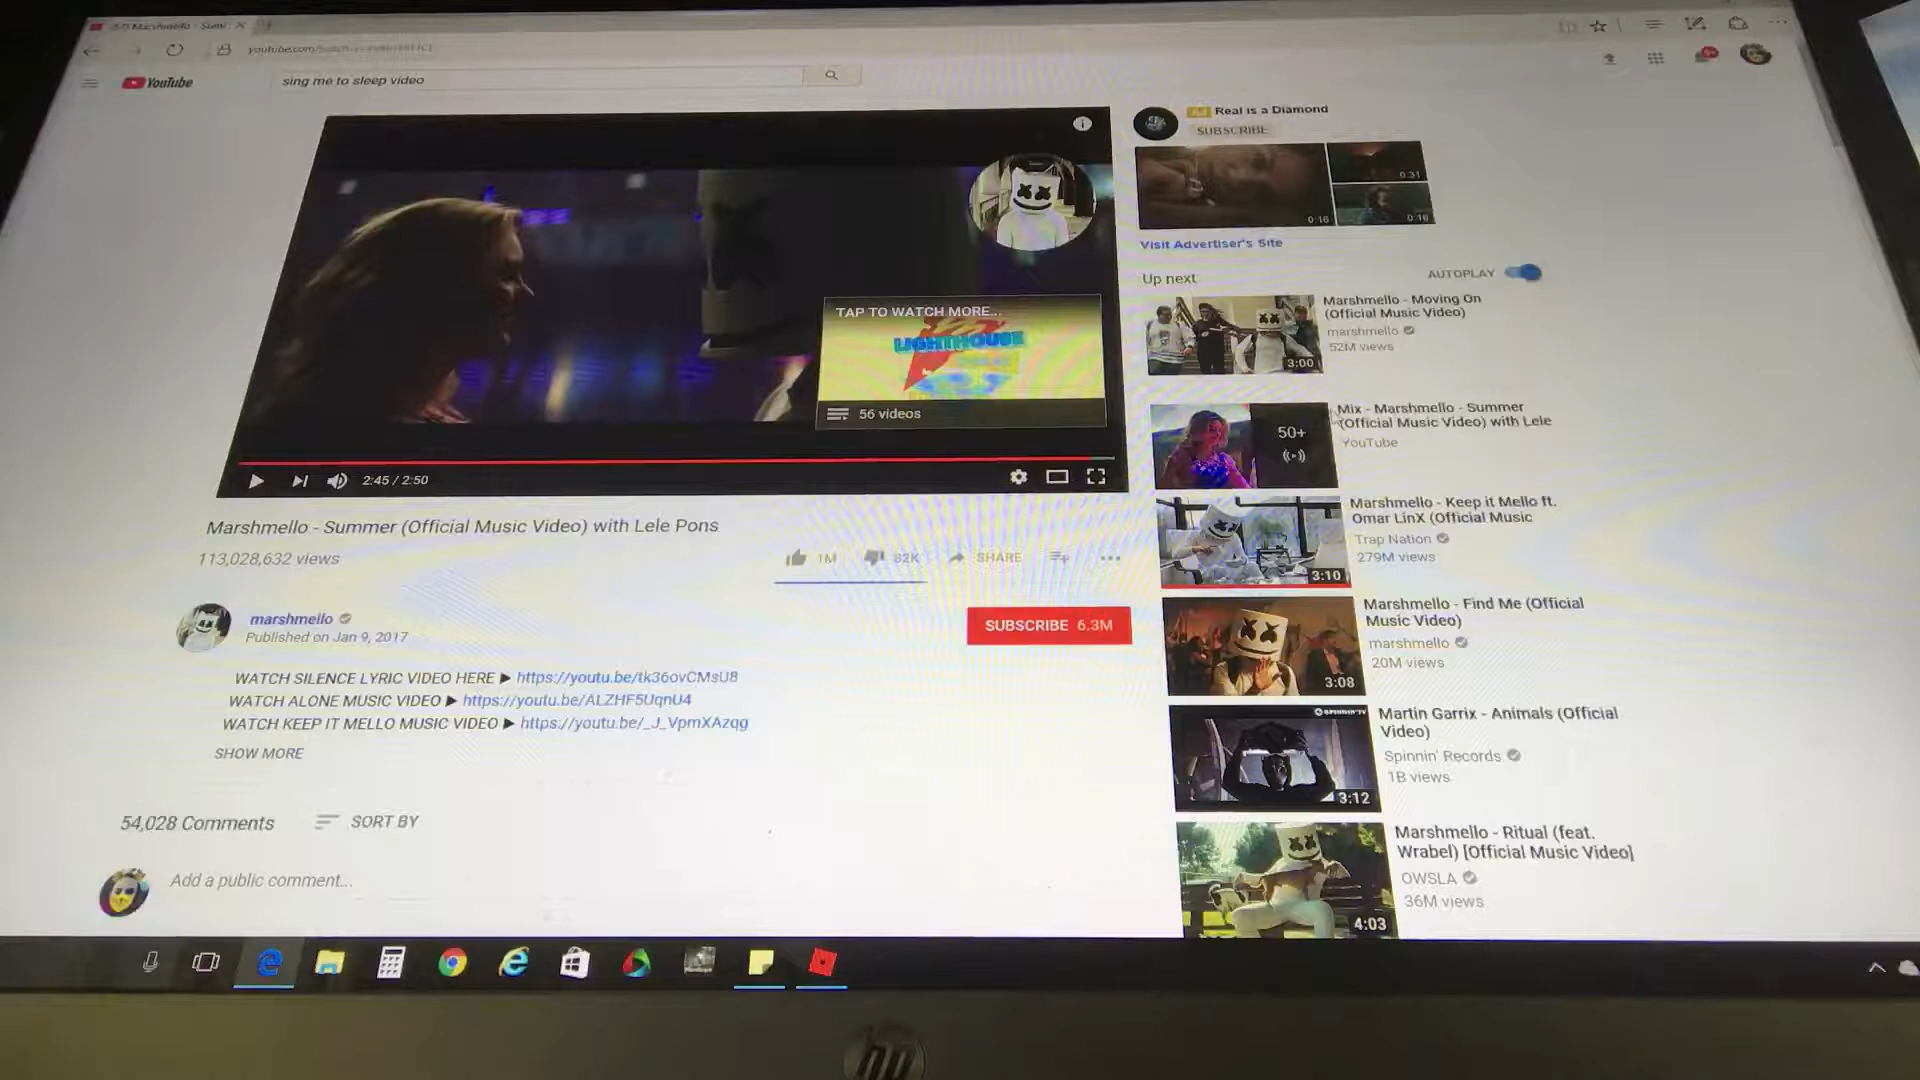 YouTube
sing me to sleep video
TAP TO WATCH MORE...
LIGHTHOUSE
56 videos
2:45 / 2:50
Marshmello - Summer (Official Music Video) with Lele Pons
113,028,632 views
1M
82K
SHARE
marshmello
Published on Jan 9, 2017
SUBSCRIBE 6.3M
WATCH SILENCE LYRIC VIDEO HERE ▶ https://youtu.be/tk36ovCMsU8
WATCH ALONE MUSIC VIDEO ▶ https://youtu.be/ALZHF5UqnU4
WATCH KEEP IT MELLO MUSIC VIDEO ▶ https://youtu.be/_J_VpmXAzqg
SHOW MORE
54,028 Comments
SORT BY
Add a public comment...
Ad Real is a Diamond
SUBSCRIBE
0:31
0:16
0:16
Visit Advertiser's Site
Up next
AUTOPLAY
Marshmello - Moving On
(Official Music Video)
marshmello
52M views
3:00
Mix - Marshmello - Summer
(Official Music Video) with Lele
YouTube
50+
Marshmello - Keep it Mello ft.
Omar LinX (Official Music
Trap Nation
279M views
3:10
Marshmello - Find Me (Official
Music Video)
marshmello
20M views
3:08
Martin Garrix - Animals (Official
Video)
Spinnin' Records
1B views
3:12
Marshmello - Ritual (feat.
Wrabel) [Official Music Video]
OWSLA
36M views
4:03
hp